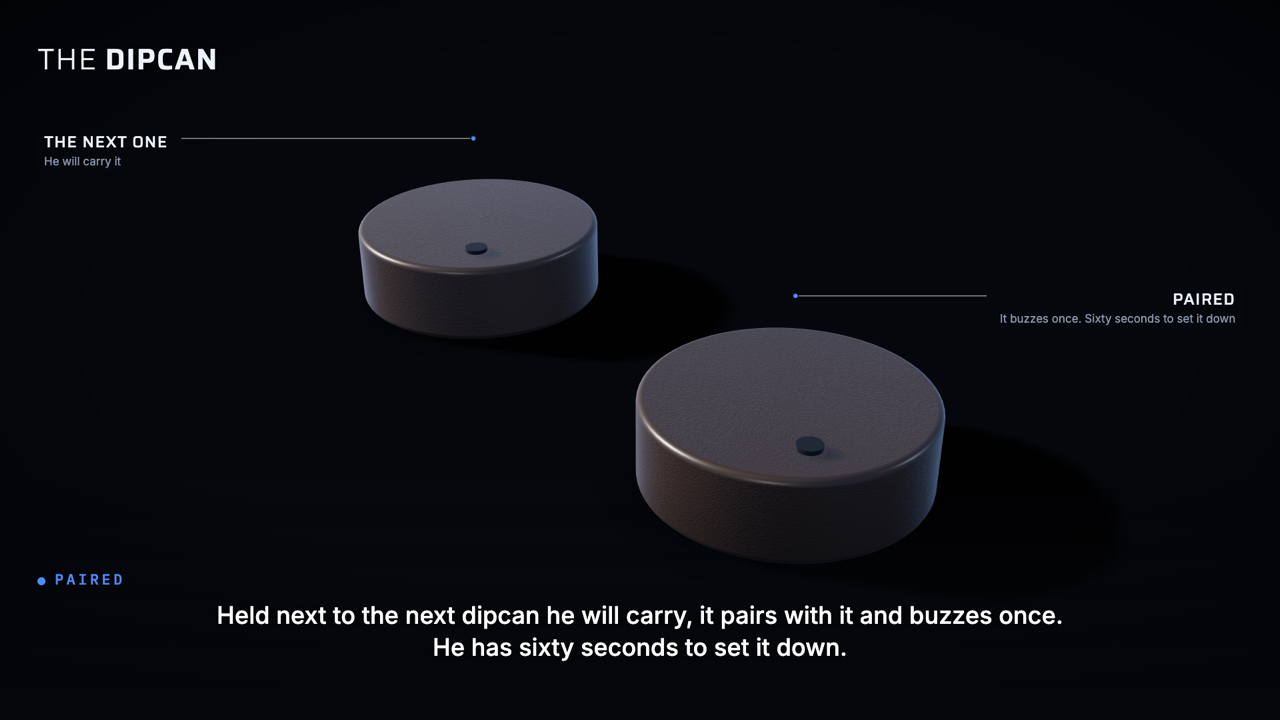 THE DIPCAN
THE NEXT ONE
He will carry it
PAIRED
It buzzes once. Sixty seconds to set it down
PAIRED
Held next to the next dipcan he will carry, it pairs with it and buzzes once.
He has sixty seconds to set it down.